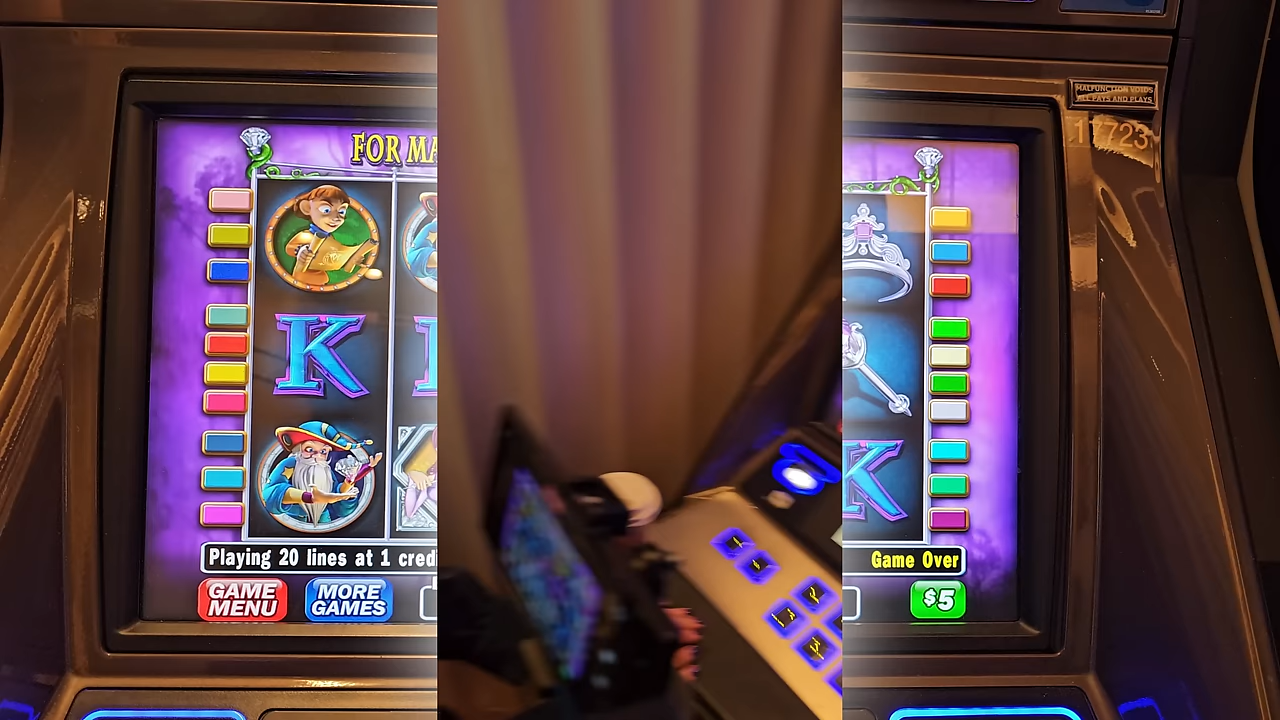 MALFUNCTION VOIDS
ALL PAYS AND PLAYS
17723
FOR MA
K
K
K
Playing 20 lines at 1 credi
Game Over
GAME
MENU
MORE
GAMES
$5